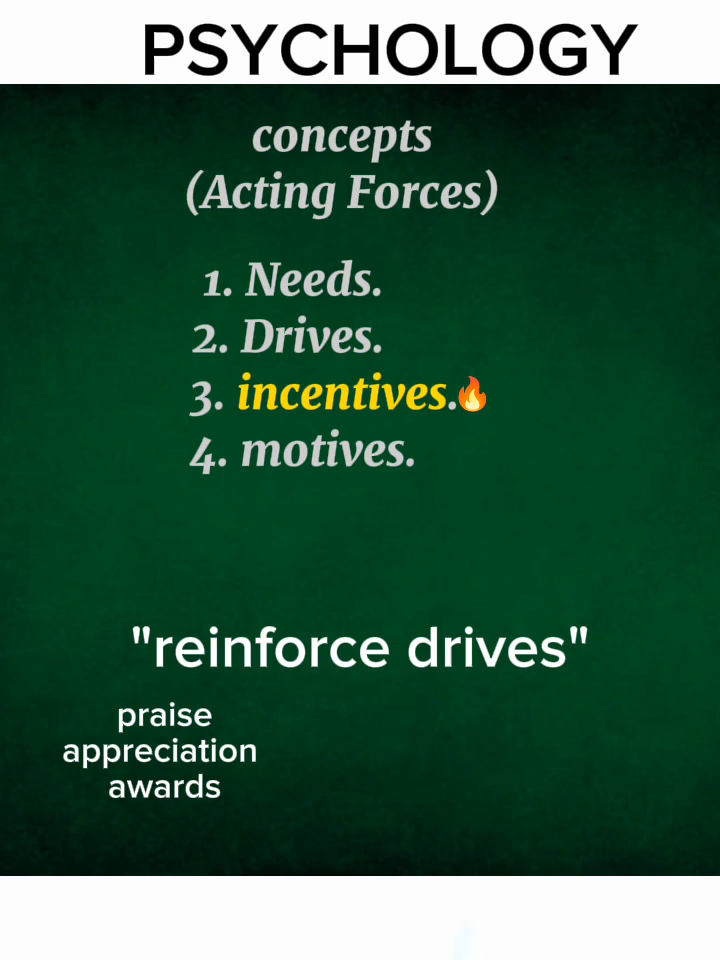 PSYCHOLOGY
concepts
(Acting Forces)
1. Needs.
2. Drives.
3. incentives.🔥
4. motives.
"reinforce drives"
praise
appreciation
awards